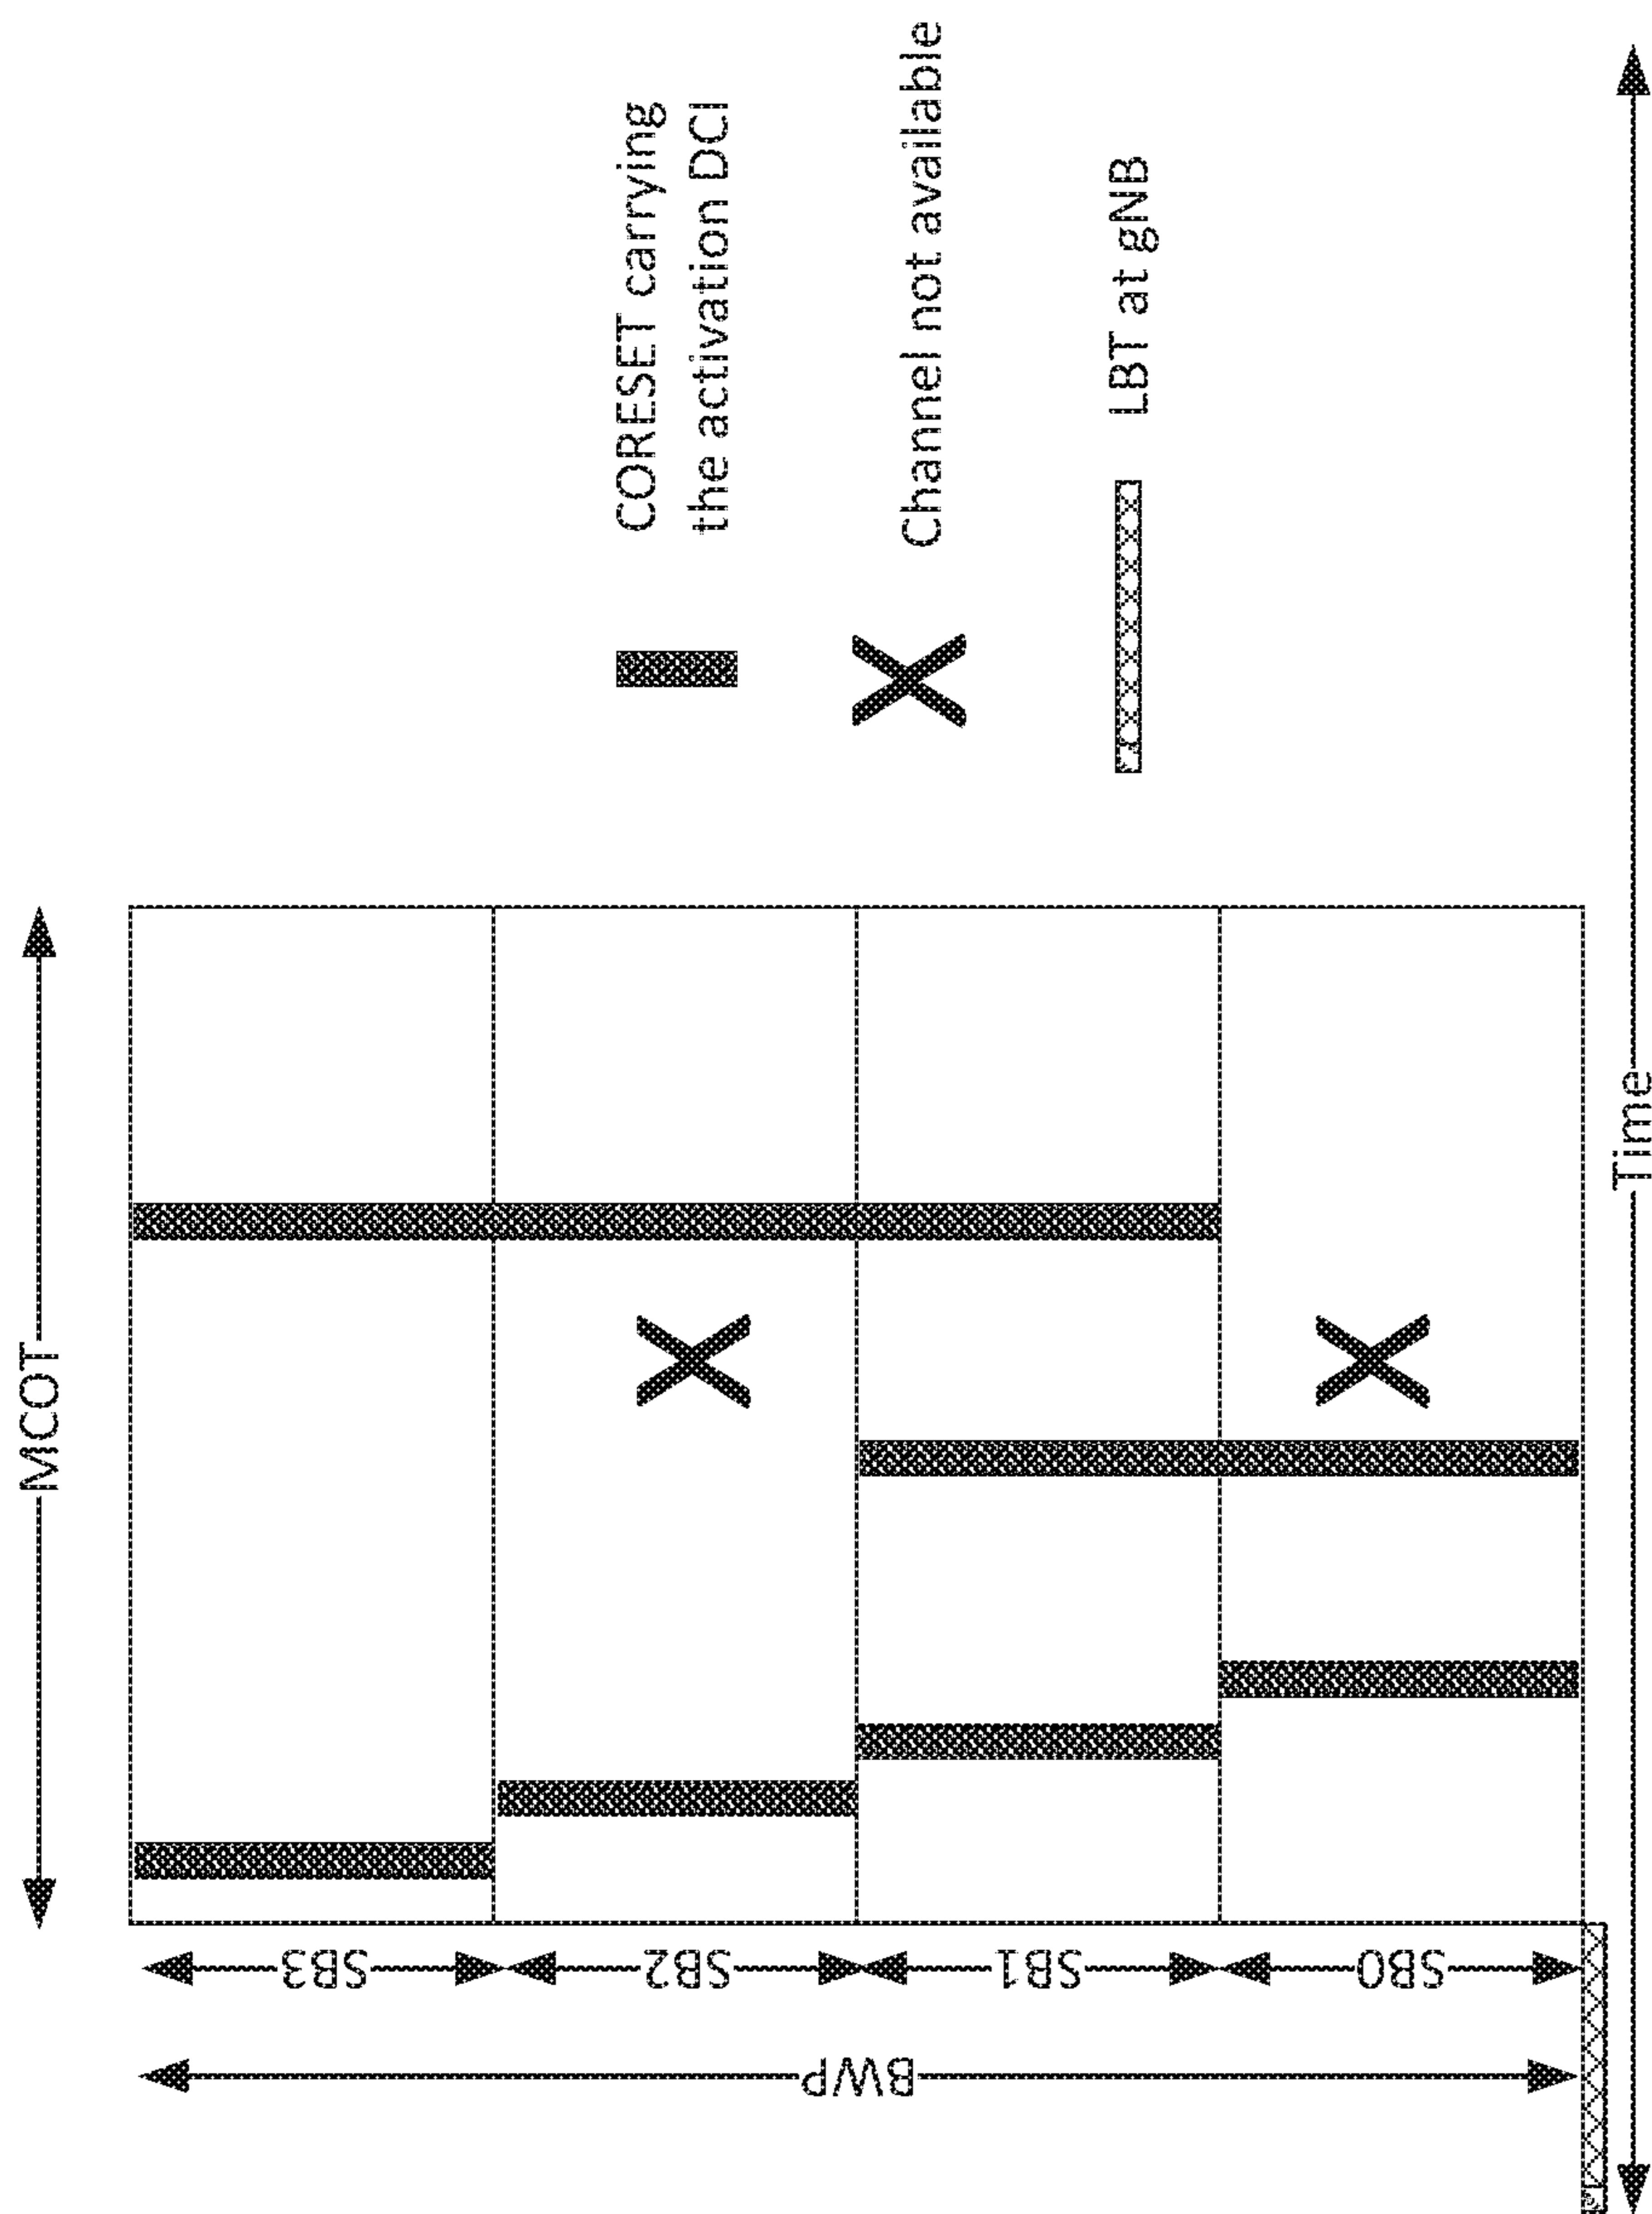 MCOT
BWP
SB3
SB2
SB1
SB0
CORESET carrying
the activation DCI
Channel not available
LBT at gNB
Time